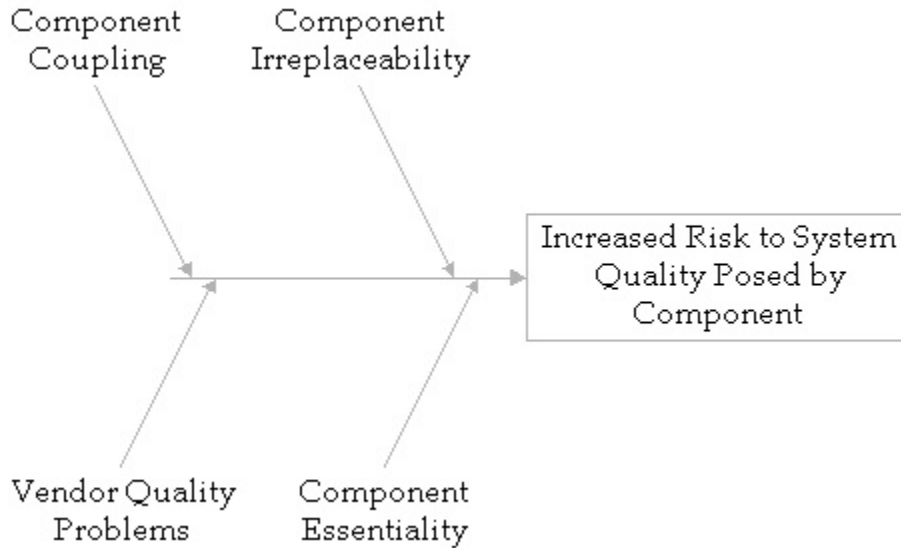 Component
Coupling
Component
Irreplaceability
Increased Risk to System
Quality Posed by
Component
Vendor Quality
Problems
Component
Essentiality